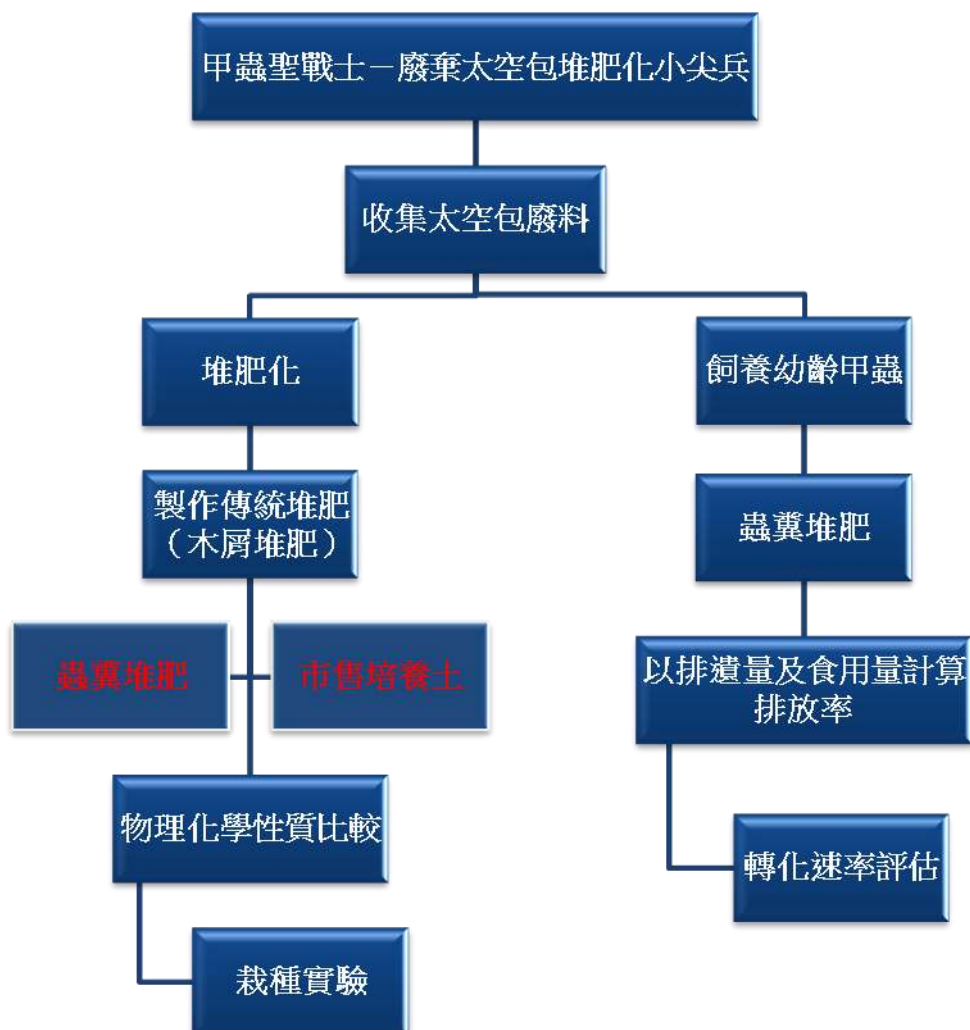 甲蟲聖戰士－廢棄太空包堆肥化小尖兵
收集太空包廢料
堆肥化
飼養幼齡甲蟲
製作傳統堆肥
（木屑堆肥）
蟲糞堆肥
蟲糞堆肥
市售培養土
以排遺量及食用量計算
排放率
物理化學性質比較
轉化速率評估
栽種實驗